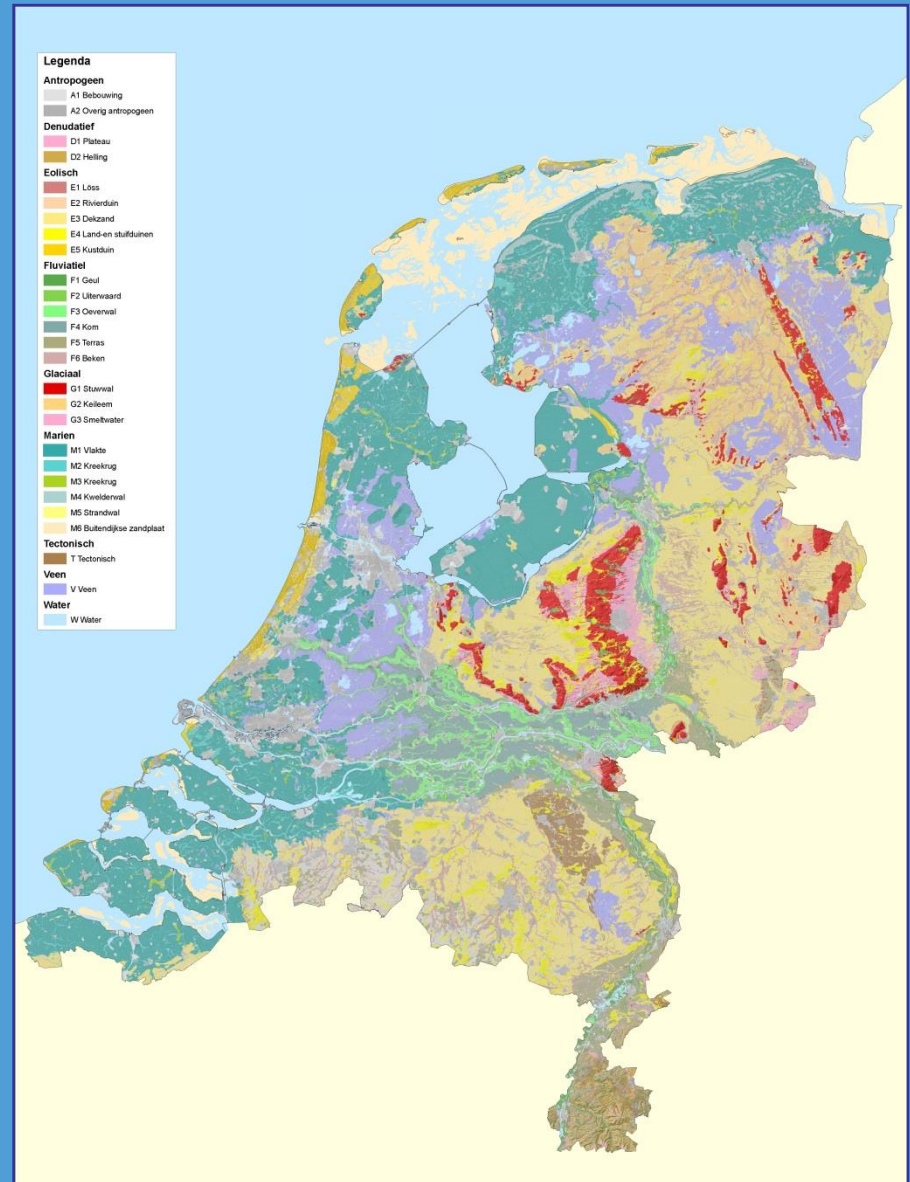 Legenda
Antropogeen
A1 Bebouwing
A2 Overig antropogeen
Denudatief
D1 Plateau
D2 Helling
Eolisch
E1 Löss
E2 Rivierduin
E3 Dekzand
E4 Land-en stuifduinen
E5 Kustduin
Fluviatiel
F1 Geul
F2 Uiterwaard
F3 Oeverwal
F4 Kom
F5 Terras
F6 Beken
Glaciaal
G1 Stuwwal
G2 Keileem
G3 Smeltwater
Marien
M1 Vlakte
M2 Kreekrug
M3 Kreekrug
M4 Kwelderwal
M5 Strandwal
M6 Buitendijkse zandplaat
Tectonisch
T Tectonisch
Veen
V Veen
Water
W Water